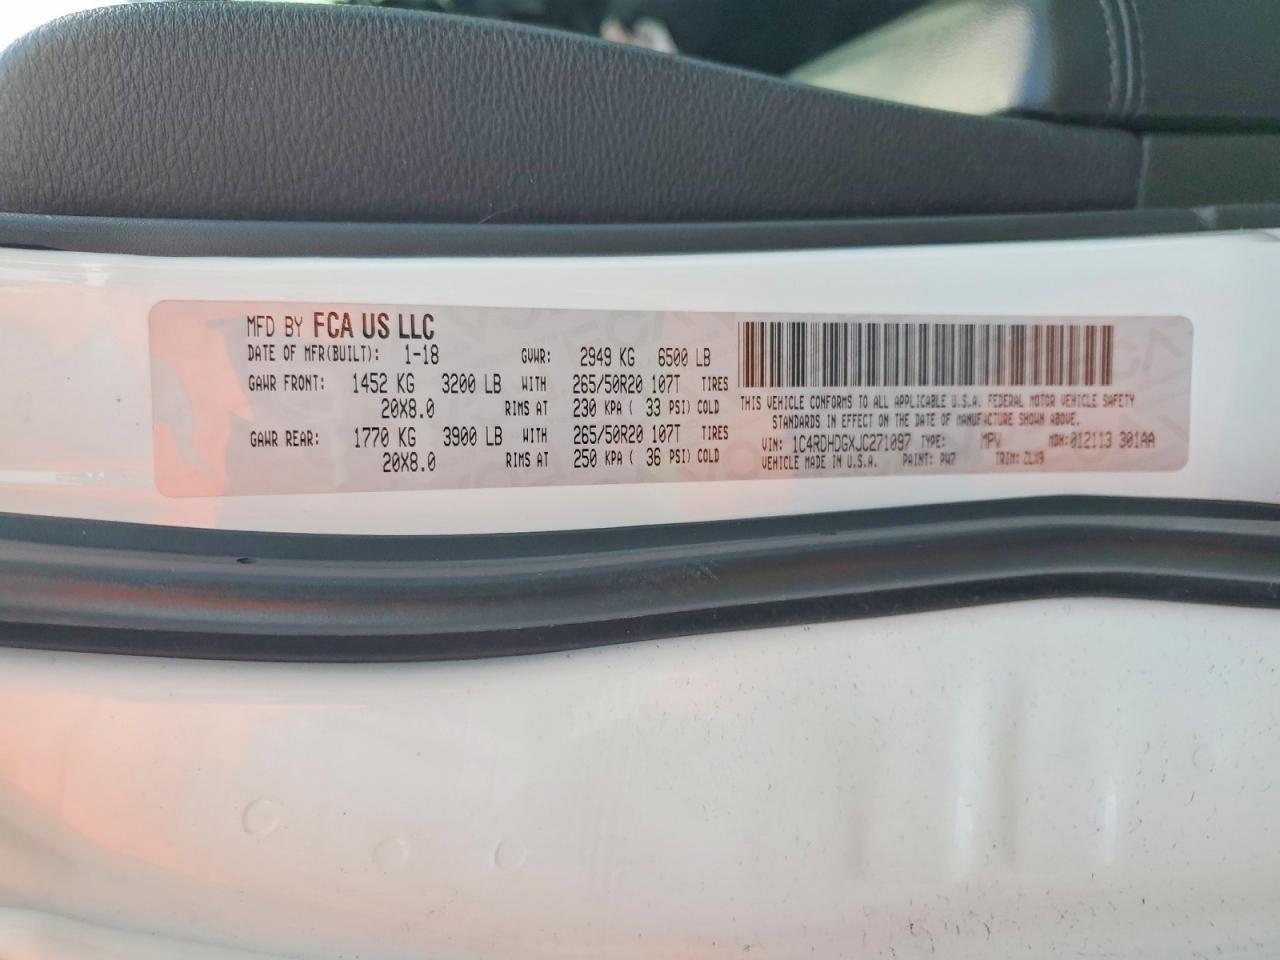 MFD BY FCA US LLC
DATE OF MFR(BUILT): 1-18 GVWR: 2949 KG 6500 LB
GAWR FRONT: 1452 KG 3200 LB WITH 265/50R20 107T TIRES
20X8.0 RIMS AT 230 KPA ( 33 PSI) COLD
GAWR REAR: 1770 KG 3900 LB WITH 265/50R20 107T TIRES
20X8.0 RIMS AT 250 KPA ( 36 PSI) COLD
THIS VEHICLE CONFORMS TO ALL APPLICABLE U.S.A. FEDERAL MOTOR VEHICLE SAFETY
STANDARDS IN EFFECT ON THE DATE OF MANUFACTURE SHOWN ABOVE.
VIN: 1C4RDHDGXJC271097 TYPE: MPV MDH: 012113 301AA
VEHICLE MADE IN U.S.A. PAINT: PW7 TRIM: